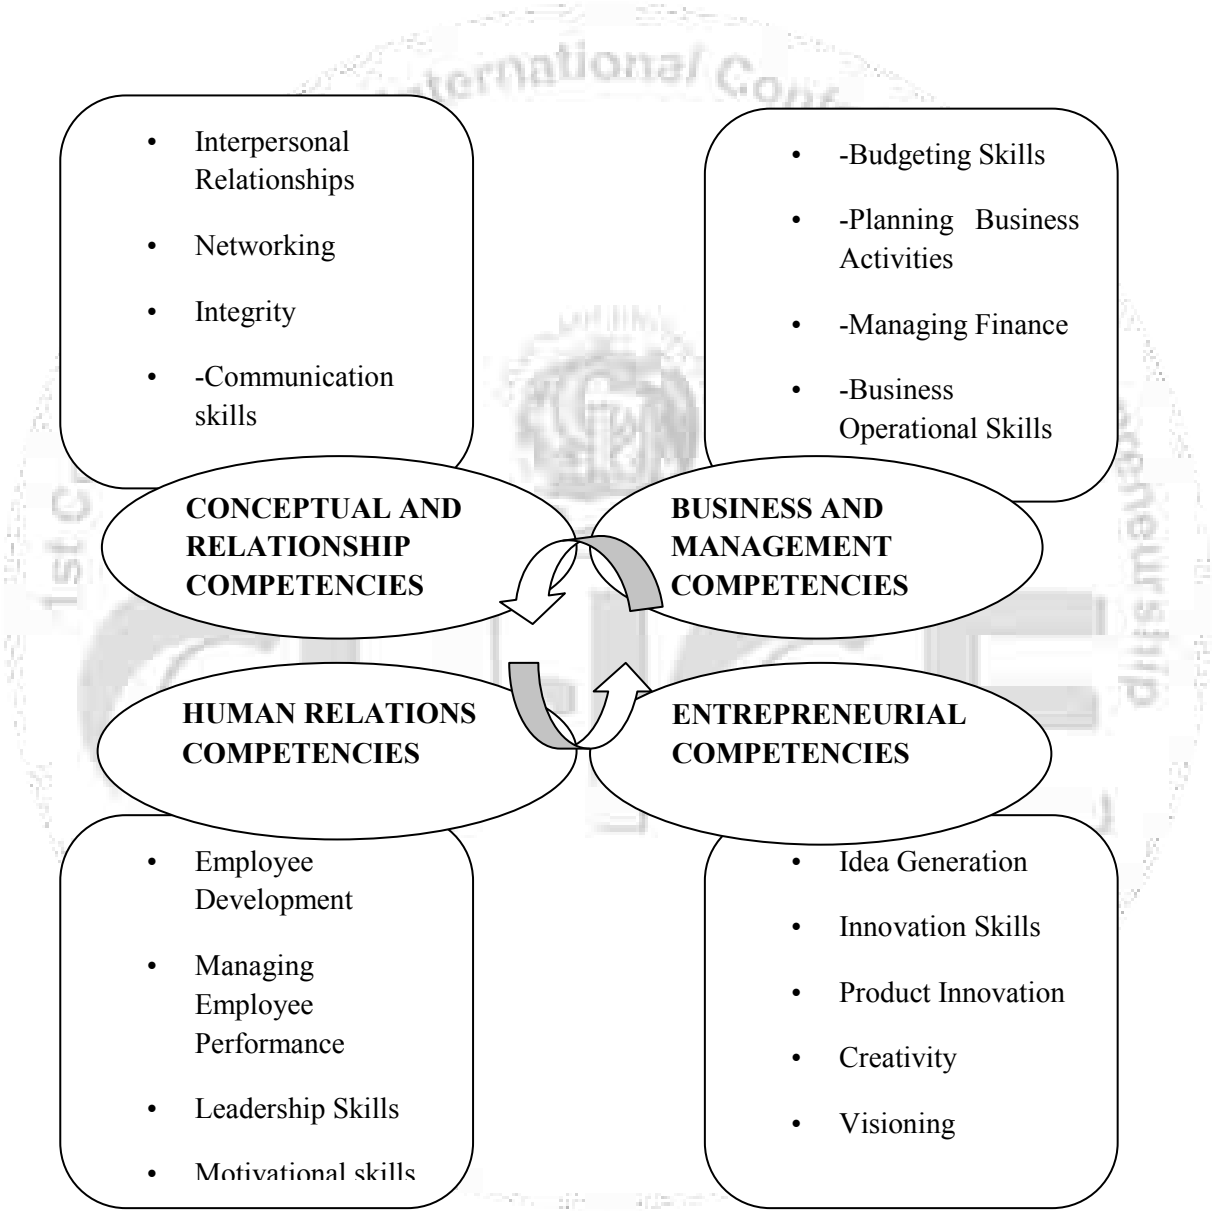 International
• Interpersonal
Relationships
• Networking
• Integrity
• -Communication
skills
CONCEPTUAL AND
RELATIONSHIP
COMPETENCIES
• -Budgeting Skills
• -Planning Business
Activities
• -Managing Finance
• -Business
Operational Skills
BUSINESS AND
MANAGEMENT
COMPETENCIES
HUMAN RELATIONS
COMPETENCIES
• Employee
Development
• Managing
Employee
Performance
• Leadership Skills
• Motivational skills
ENTREPRENEURIAL
COMPETENCIES
• Idea Generation
• Innovation Skills
• Product Innovation
• Creativity
• Visioning
1st